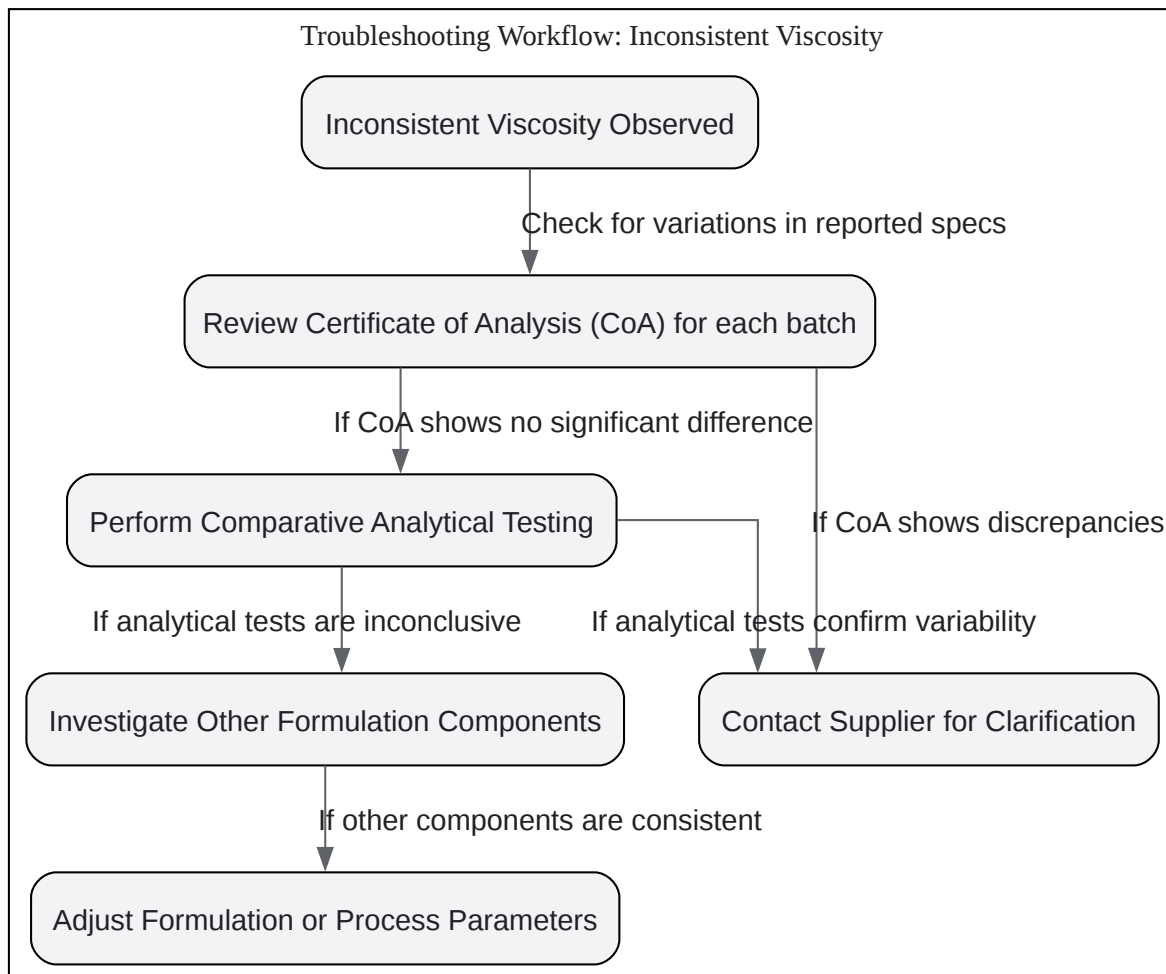 Troubleshooting Workflow: Inconsistent Viscosity
Inconsistent Viscosity Observed
Check for variations in reported specs
Review Certificate of Analysis (CoA) for each batch
If CoA shows no significant difference
Perform Comparative Analytical Testing
If CoA shows discrepancies
If analytical tests are inconclusive
If analytical tests confirm variability
Investigate Other Formulation Components
Contact Supplier for Clarification
If other components are consistent
Adjust Formulation or Process Parameters